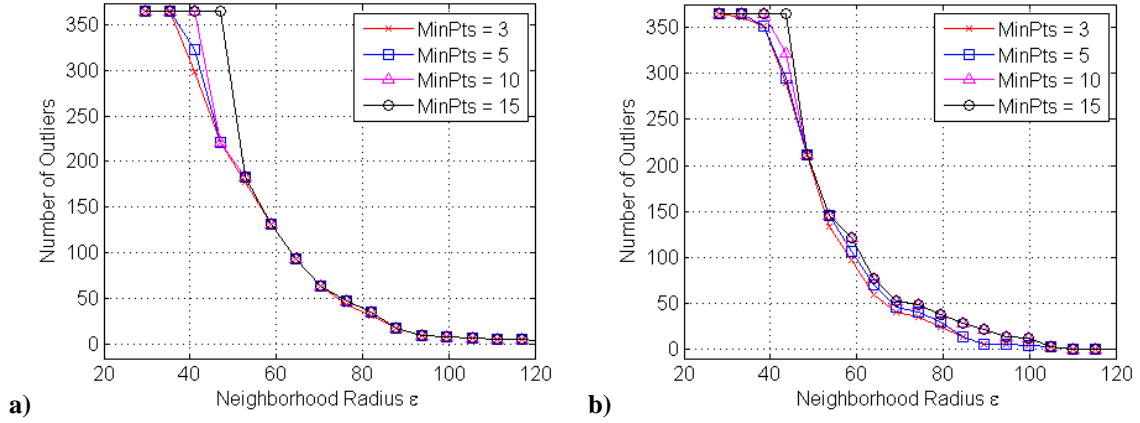 350
300
250
200
150
100
50
0
Number of Outliers
20 40 60 80 100 120
Neighborhood Radius ε
MinPts = 3
MinPts = 5
MinPts = 10
MinPts = 15
a)
350
300
250
200
150
100
50
0
Number of Outliers
20 40 60 80 100 120
Neighborhood Radius ε
MinPts = 3
MinPts = 5
MinPts = 10
MinPts = 15
b)